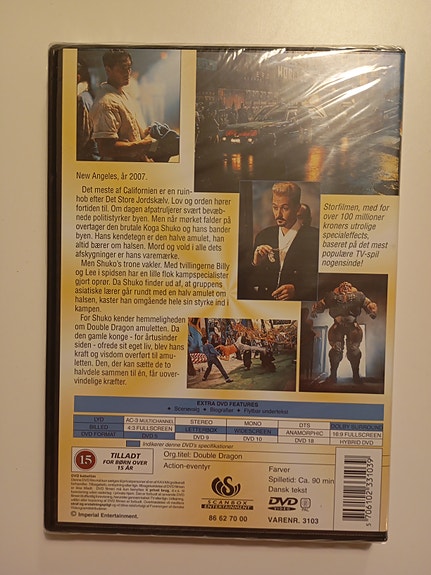 New Angeles, år 2007.
Det meste af Californien er en ruin-
hob efter Det Store Jordskælv. Lov og orden hører
fortiden til. Om dagen afpatruljerer svært bevæb-
nede politistyrker byen. Men når mørket falder på
overtager den brutale Koga Shuko og hans bander
byen. Hans kendetegn er den halve amulet, han
altid bærer om halsen. Mord og vold i alle dets
afskygninger er hans varemærke.
Men Shuko's trone vakler. Med tvillingerne Billy
og Lee i spidsen har en lille flok kampspecialister
gjort oprør. Da Shuko finder ud af, at gruppens
asiatiske lærer går rundt med en halv amulet om
halsen, kaster han omgående hele sin styrke ind i
kampen.
For Shuko kender hemmeligheden
om Double Dragon amuletten. Da
den gamle konge - for årtusinder
siden - ofrede sit eget liv, blev hans
kraft og visdom overført til amu-
letten. Den, der kan sætte de to
halvdele sammen til én, får uover-
vindelige kræfter.
Storfilmen, med for
over 100 millioner
kroners utrolige
specialeffects,
baseret på det mest
populære TV-spil
nogensinde!
EXTRA DVD FEATURES
• Scenevalg • Biografier • Flytbar undertekst
LYD AC-3 MULTICHANNEL STEREO MONO DTS DOLBY SURROUND
BILLED 4:3 FULLSCREEN LETTERBOX WIDESCREEN ANAMORPHIC 16:9 FULLSCREEN
DVD FORMAT DVD 5 DVD 9 DVD 10 DVD 18 HYBRID DVD
Indikerer denne DVD's specifikationer
15
TILLADT
FOR BØRN OVER
15 ÅR
Org.titel: Double Dragon
Action-eventyr
Farver
Spilletid: Ca. 90 min
Dansk tekst
SCANBOX
ENTERTAINMENT
86 62 70 00
DVD
VIDEO
2
PAL
VARENR. 3103
5 706102 331035
© Imperial Entertainment.